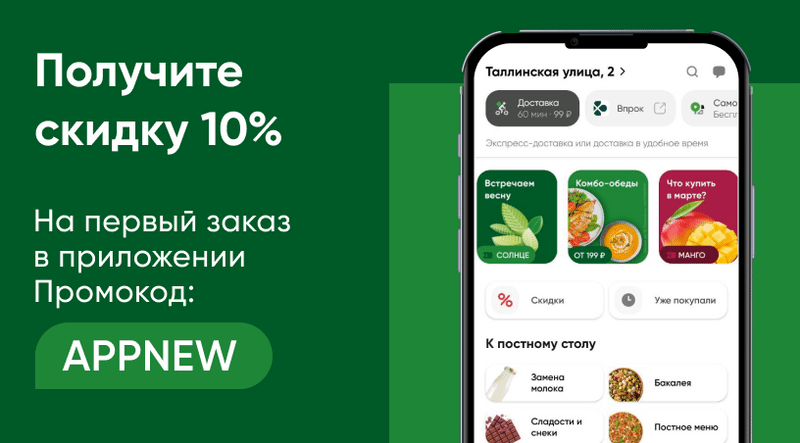 Получите
скидку 10%
На первый заказ
в приложении
Промокод:
APPNEW
Таллинская улица, 2
Доставка
60 мин · 99 ₽
Впрок
Само
Беспл
Экспресс-доставка или доставка в удобное время
Встречаем
весну
СОЛНЦЕ
Комбо-обеды
ОТ 199 ₽
Что купить
в марте?
МАНГО
Скидки
Уже покупали
К постному столу
Замена
молока
Бакалея
Сладости и
снеки
Постное меню